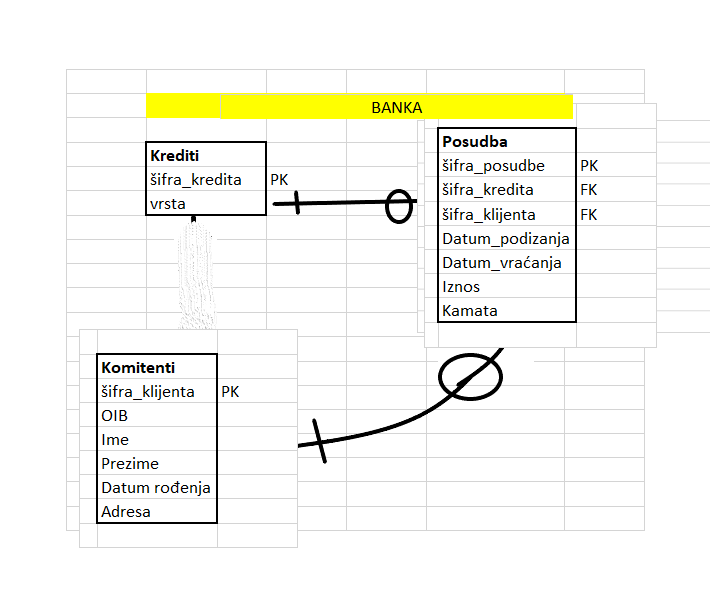 BANKA
Krediti
šifra_kredita PK
vrsta
Posudba
šifra_posudbe PK
šifra_kredita FK
šifra_klijenta FK
Datum_podizanja
Datum_vraćanja
Iznos
Kamata
Komitenti
šifra_klijenta PK
OIB
Ime
Prezime
Datum rođenja
Adresa